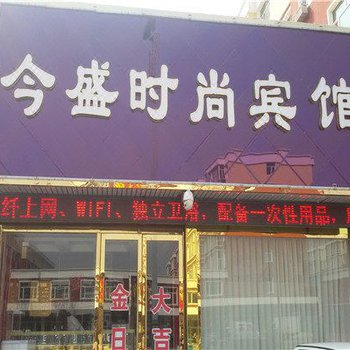 今盛时尚宾馆
纤上网、WIFI、独立卫浴、配备一次性用品,
金日
大吉